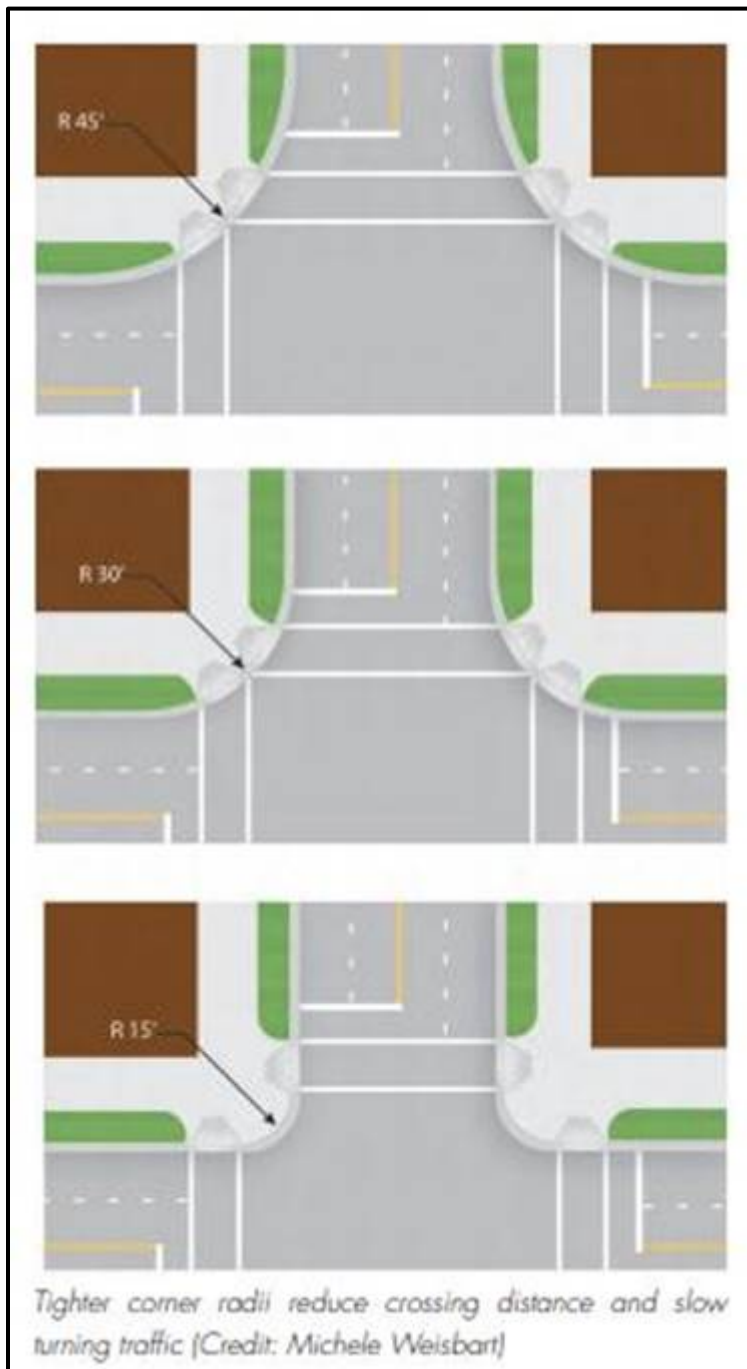 R 45'
R 30'
R 15'
Tighter corner radii reduce crossing distance and slow
turning traffic (Credit: Michele Weisbart)